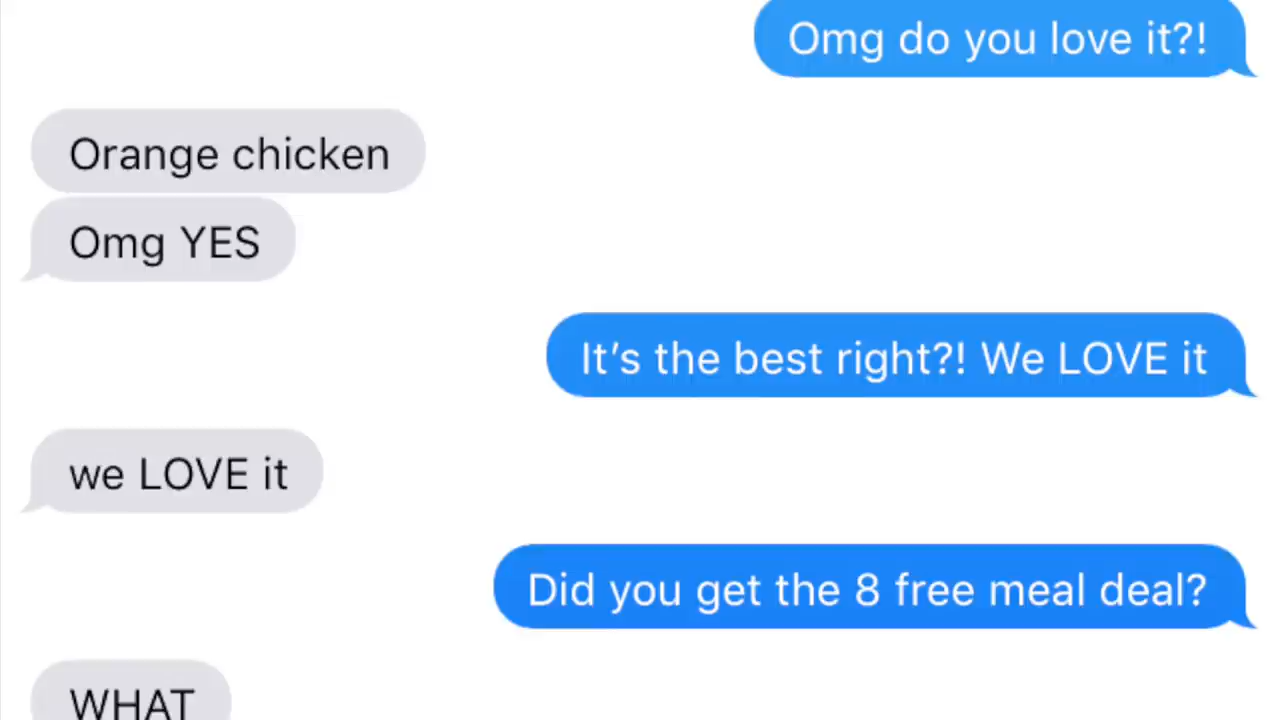 Omg do you love it?!
Orange chicken
Omg YES
It’s the best right?! We LOVE it
we LOVE it
Did you get the 8 free meal deal?
WHAT